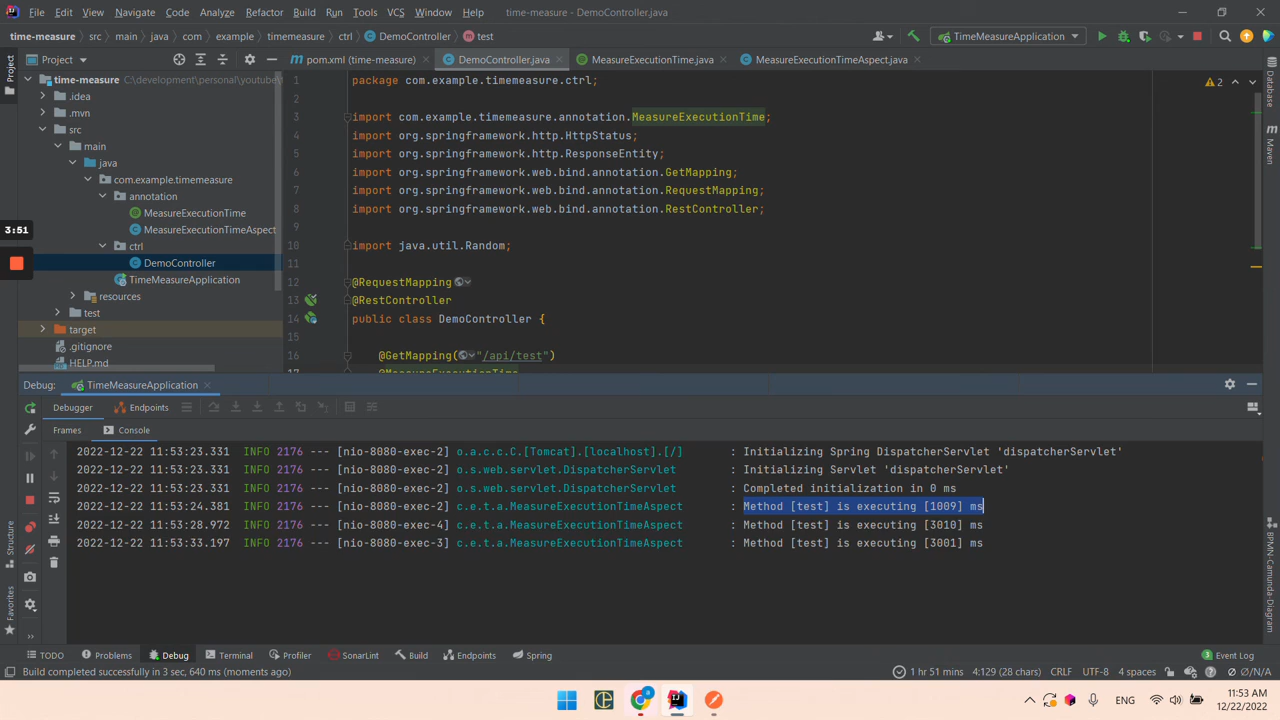 File Edit View Navigate Code Analyze Refactor Build Run Tools VCS Window Help time-measure - DemoController.java
time-measure src main java com example timemeasure ctrl DemoController test TimeMeasureApplication
Project pom.xml (time-measure) DemoController.java MeasureExecutionTime.java MeasureExecutionTimeAspect.java
Project
time-measure C:\development\personal\youtube
.idea
.mvn
src
main
java
com.example.timemeasure
annotation
MeasureExecutionTime
MeasureExecutionTimeAspect
ctrl
DemoController
TimeMeasureApplication
resources
test
target
.gitignore
HELP.md
3:51
1 package com.example.timemeasure.ctrl;
2
3 import com.example.timemeasure.annotation.MeasureExecutionTime;
4 import org.springframework.http.HttpStatus;
5 import org.springframework.http.ResponseEntity;
6 import org.springframework.web.bind.annotation.GetMapping;
7 import org.springframework.web.bind.annotation.RequestMapping;
8 import org.springframework.web.bind.annotation.RestController;
9
10 import java.util.Random;
11
12 @RequestMapping
13 @RestController
14 public class DemoController {
15
16 @GetMapping("/api/test")
17 @MeasureExecutionTime
2
Database
Maven
BPMN-Camunda-Diagram
Debug: TimeMeasureApplication
Debugger Endpoints
Frames Console
2022-12-22 11:53:23.331 INFO 2176 --- [nio-8080-exec-2] o.a.c.c.C.[Tomcat].[localhost].[/] : Initializing Spring DispatcherServlet 'dispatcherServlet'
2022-12-22 11:53:23.331 INFO 2176 --- [nio-8080-exec-2] o.s.web.servlet.DispatcherServlet : Initializing Servlet 'dispatcherServlet'
2022-12-22 11:53:23.331 INFO 2176 --- [nio-8080-exec-2] o.s.web.servlet.DispatcherServlet : Completed initialization in 0 ms
2022-12-22 11:53:24.381 INFO 2176 --- [nio-8080-exec-2] c.e.t.a.MeasureExecutionTimeAspect : Method [test] is executing [1009] ms
2022-12-22 11:53:28.972 INFO 2176 --- [nio-8080-exec-4] c.e.t.a.MeasureExecutionTimeAspect : Method [test] is executing [3010] ms
2022-12-22 11:53:33.197 INFO 2176 --- [nio-8080-exec-3] c.e.t.a.MeasureExecutionTimeAspect : Method [test] is executing [3001] ms
Structure
Favorites
TODO Problems Debug Terminal Profiler SonarLint Build Endpoints Spring 3 Event Log
Build completed successfully in 3 sec, 640 ms (moments ago) 1 hr 51 mins 4:129 (28 chars) CRLF UTF-8 4 spaces Ø/N/A
ENG 11:53 AM
12/22/2022